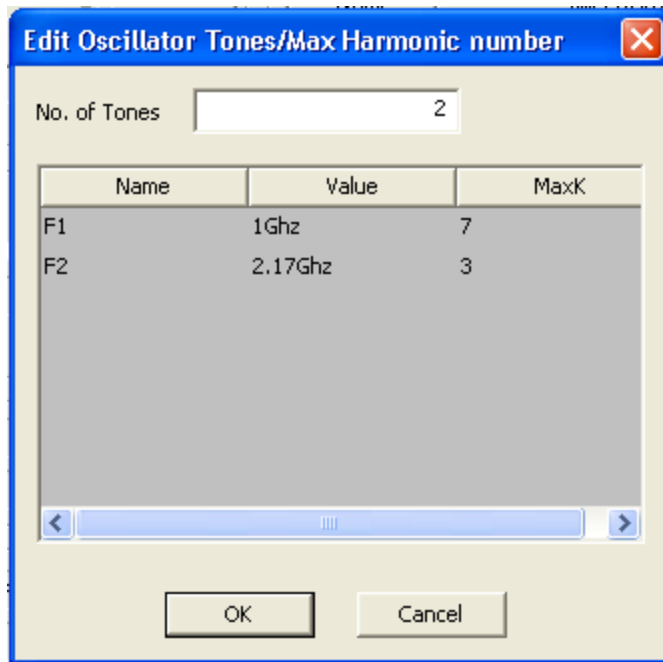 Edit Oscillator Tones/Max Harmonic number
No. of Tones 2
Name Value MaxK
F1 1Ghz 7
F2 2.17Ghz 3
OK Cancel